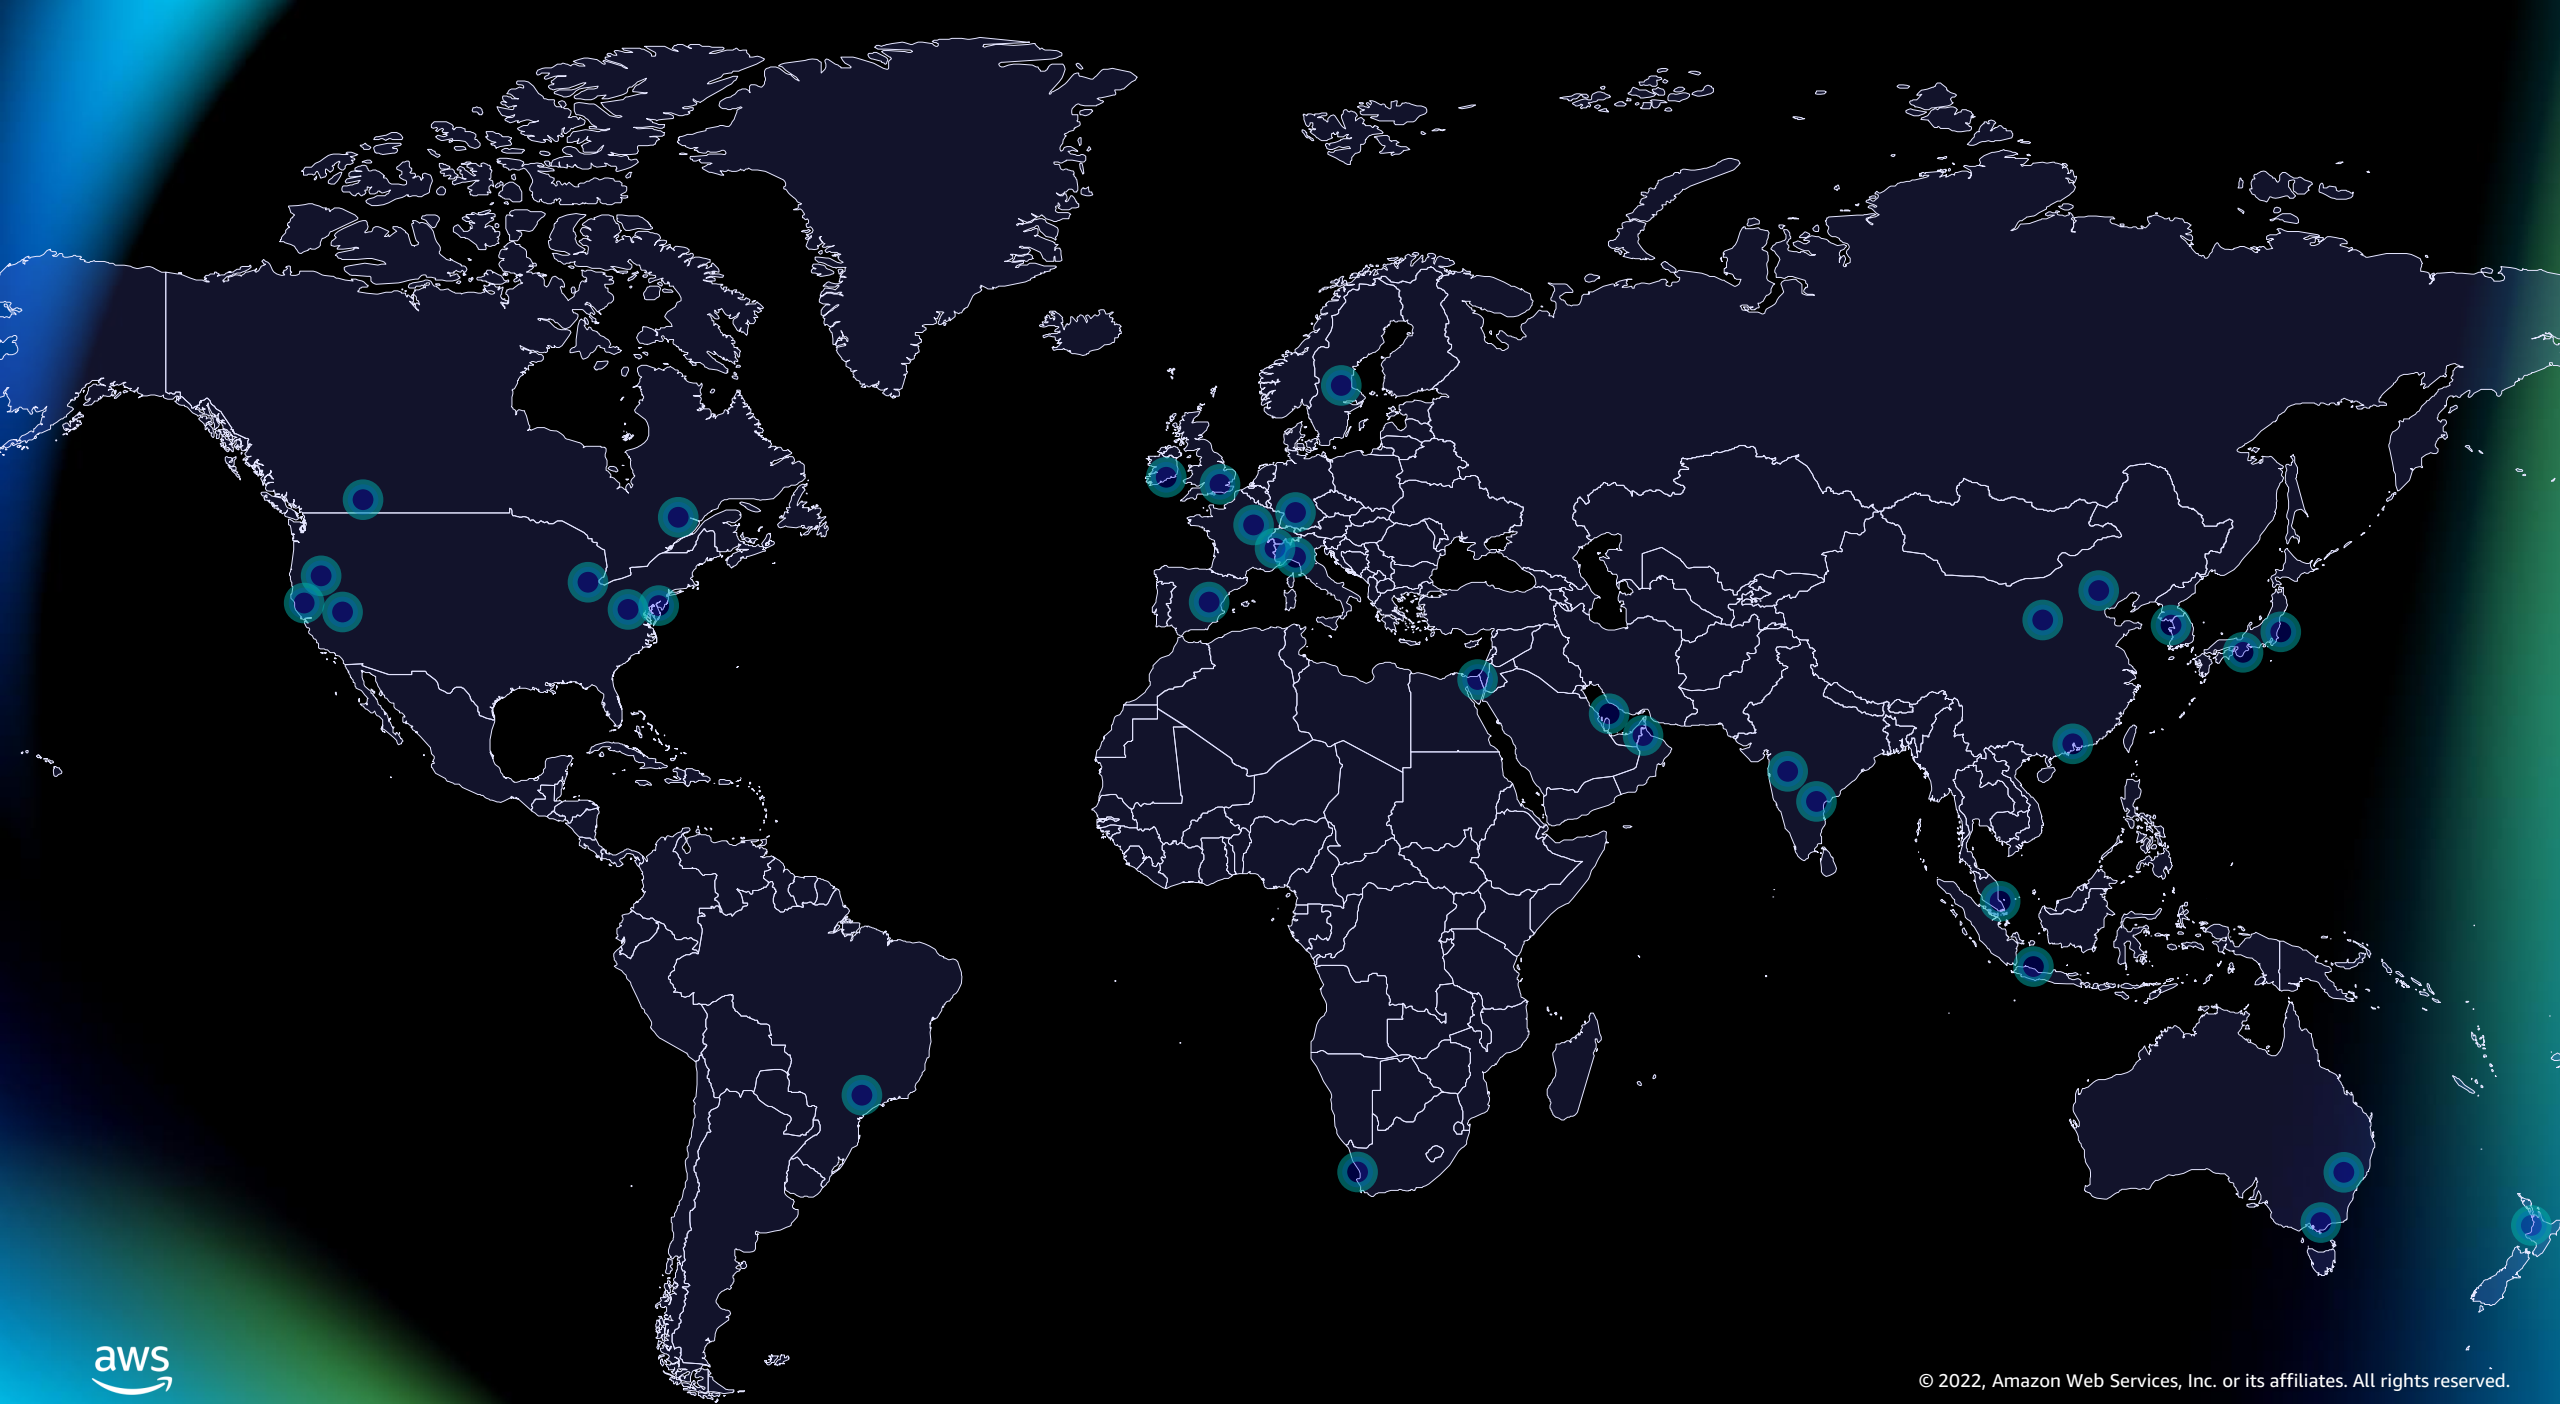 aws
© 2022, Amazon Web Services, Inc. or its affiliates. All rights reserved.